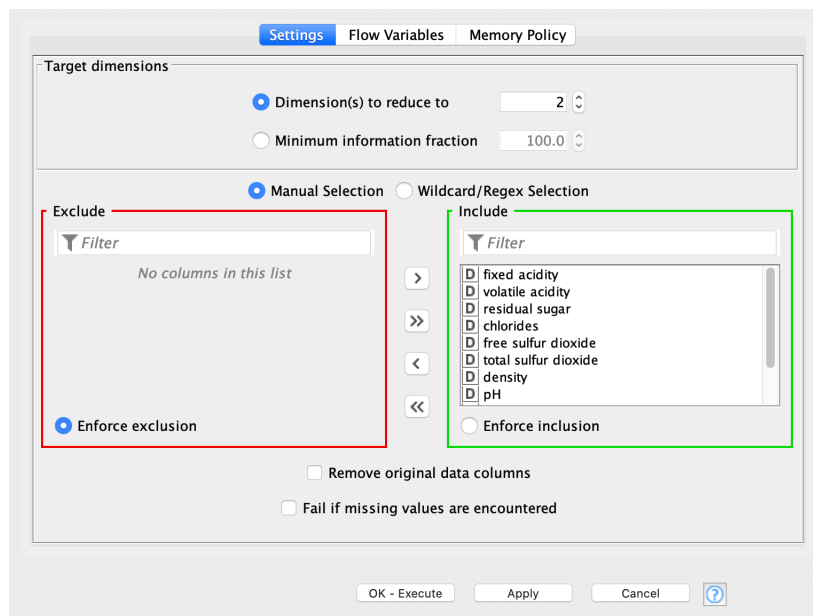 Settings Flow Variables Memory Policy
Target dimensions
Dimension(s) to reduce to 2
Minimum information fraction 100.0
Manual Selection Wildcard/Regex Selection
Exclude
Filter
No columns in this list
Enforce exclusion
>
>>
<
<<
Include
Filter
D fixed acidity
D volatile acidity
D residual sugar
D chlorides
D free sulfur dioxide
D total sulfur dioxide
D density
D pH
Enforce inclusion
Remove original data columns
Fail if missing values are encountered
OK - Execute Apply Cancel ?